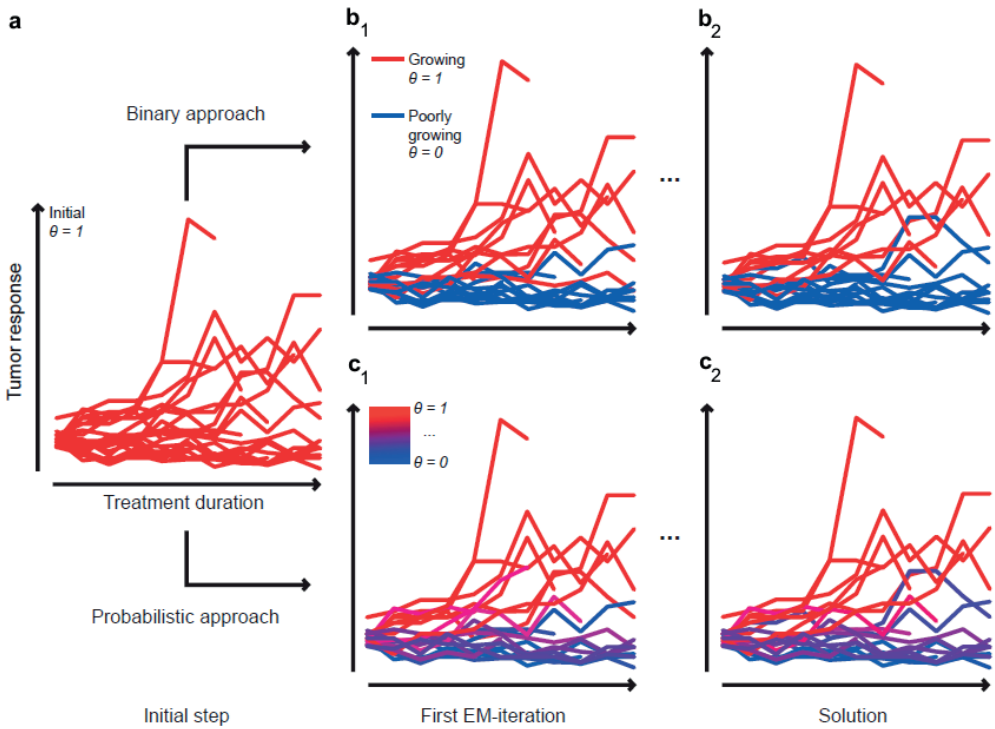 a
Binary approach
Initial
θ = 1
Tumor response
Treatment duration
Probabilistic approach
Initial step
b1
Growing
θ = 1
Poorly
growing
θ = 0
...
b2
c1
θ = 1
...
θ = 0
...
c2
First EM-iteration
Solution